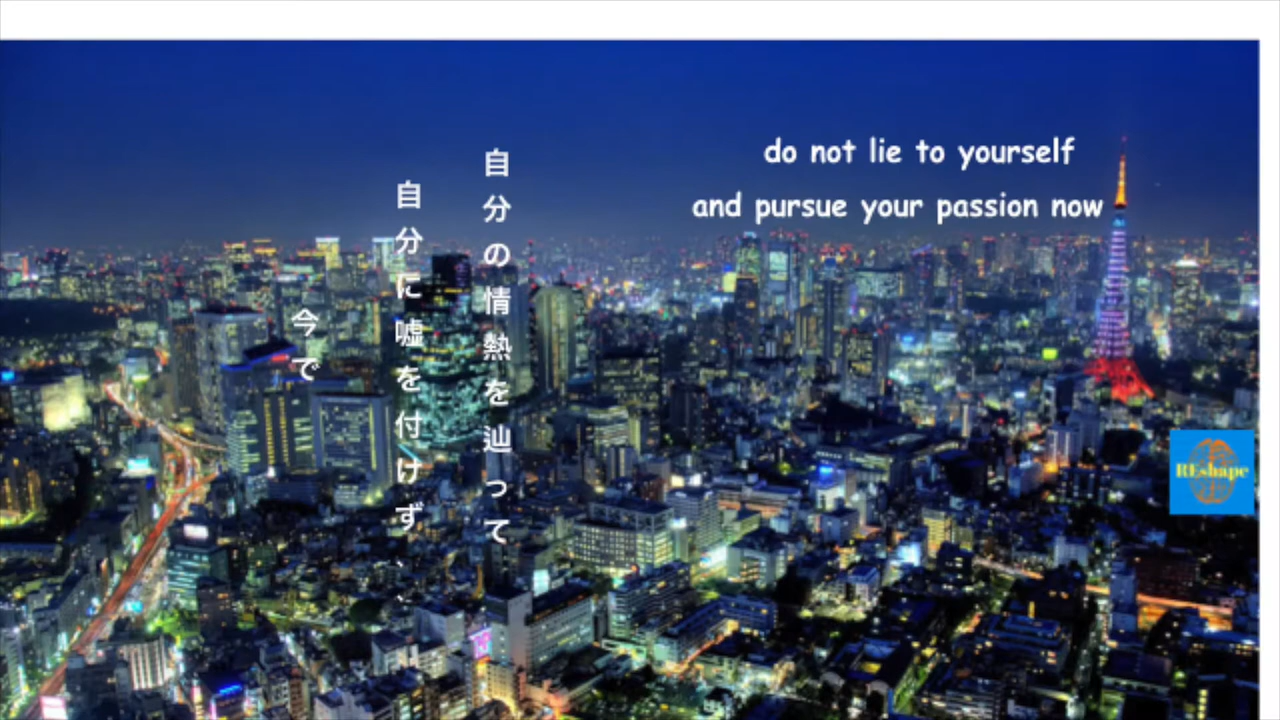 do not lie to yourself
and pursue your passion now
自分の情熱を辿って
自分に嘘を付けず、
今で
REshape